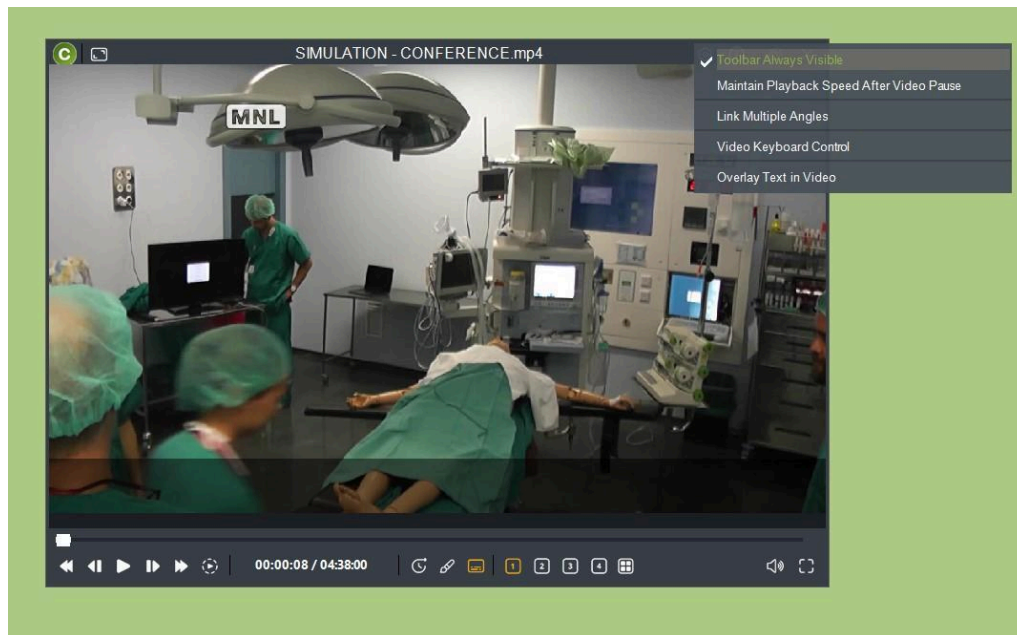 C
SIMULATION - CONFERENCE.mp4
Toolbar Always Visible
Maintain Playback Speed After Video Pause
Link Multiple Angles
Video Keyboard Control
Overlay Text in Video
MNL
00:00:08 / 04:38:00
1
2
3
4